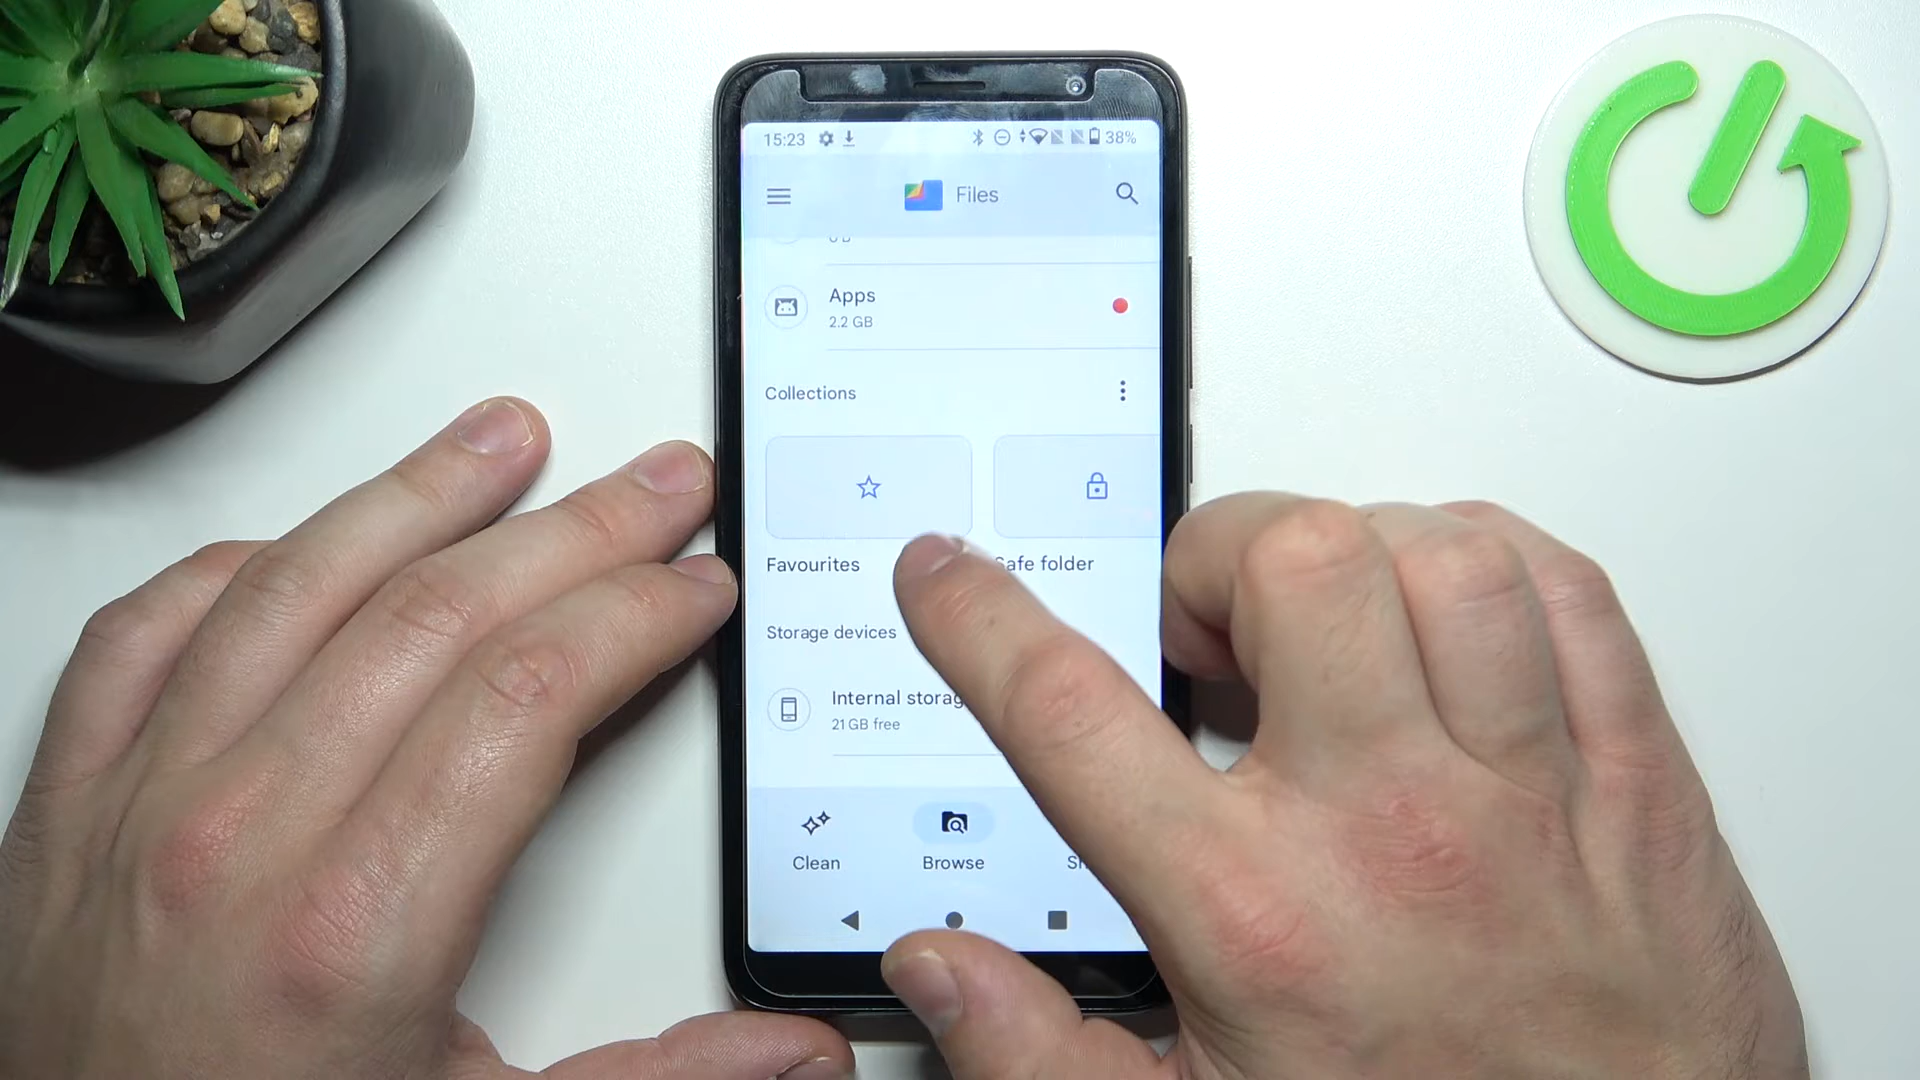 15:23
38%
Files
Apps
2.2 GB
Collections
Favourites
Safe folder
Storage devices
Internal storag
21 GB free
Clean
Browse